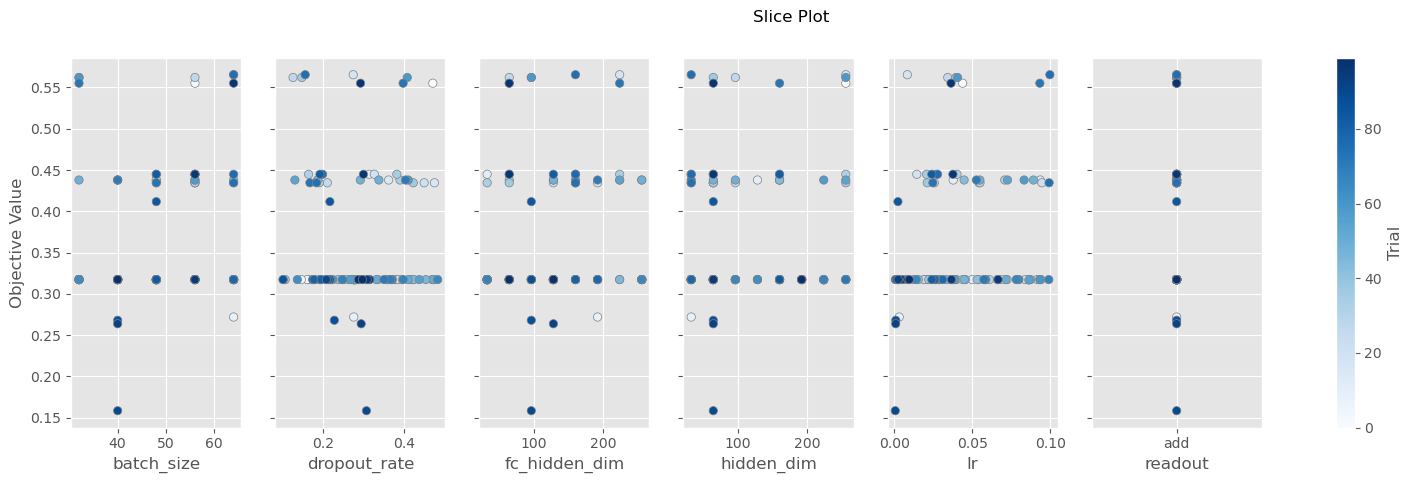 Slice Plot
Objective Value
0.55
0.50
0.45
0.40
0.35
0.30
0.25
0.20
0.15
40 60 50
batch_size
0.2 0.4
dropout_rate
100 200
fc_hidden_dim
100 200
hidden_dim
0.00 0.05 0.10
lr
add
readout
80
60
40
20
0
Trial